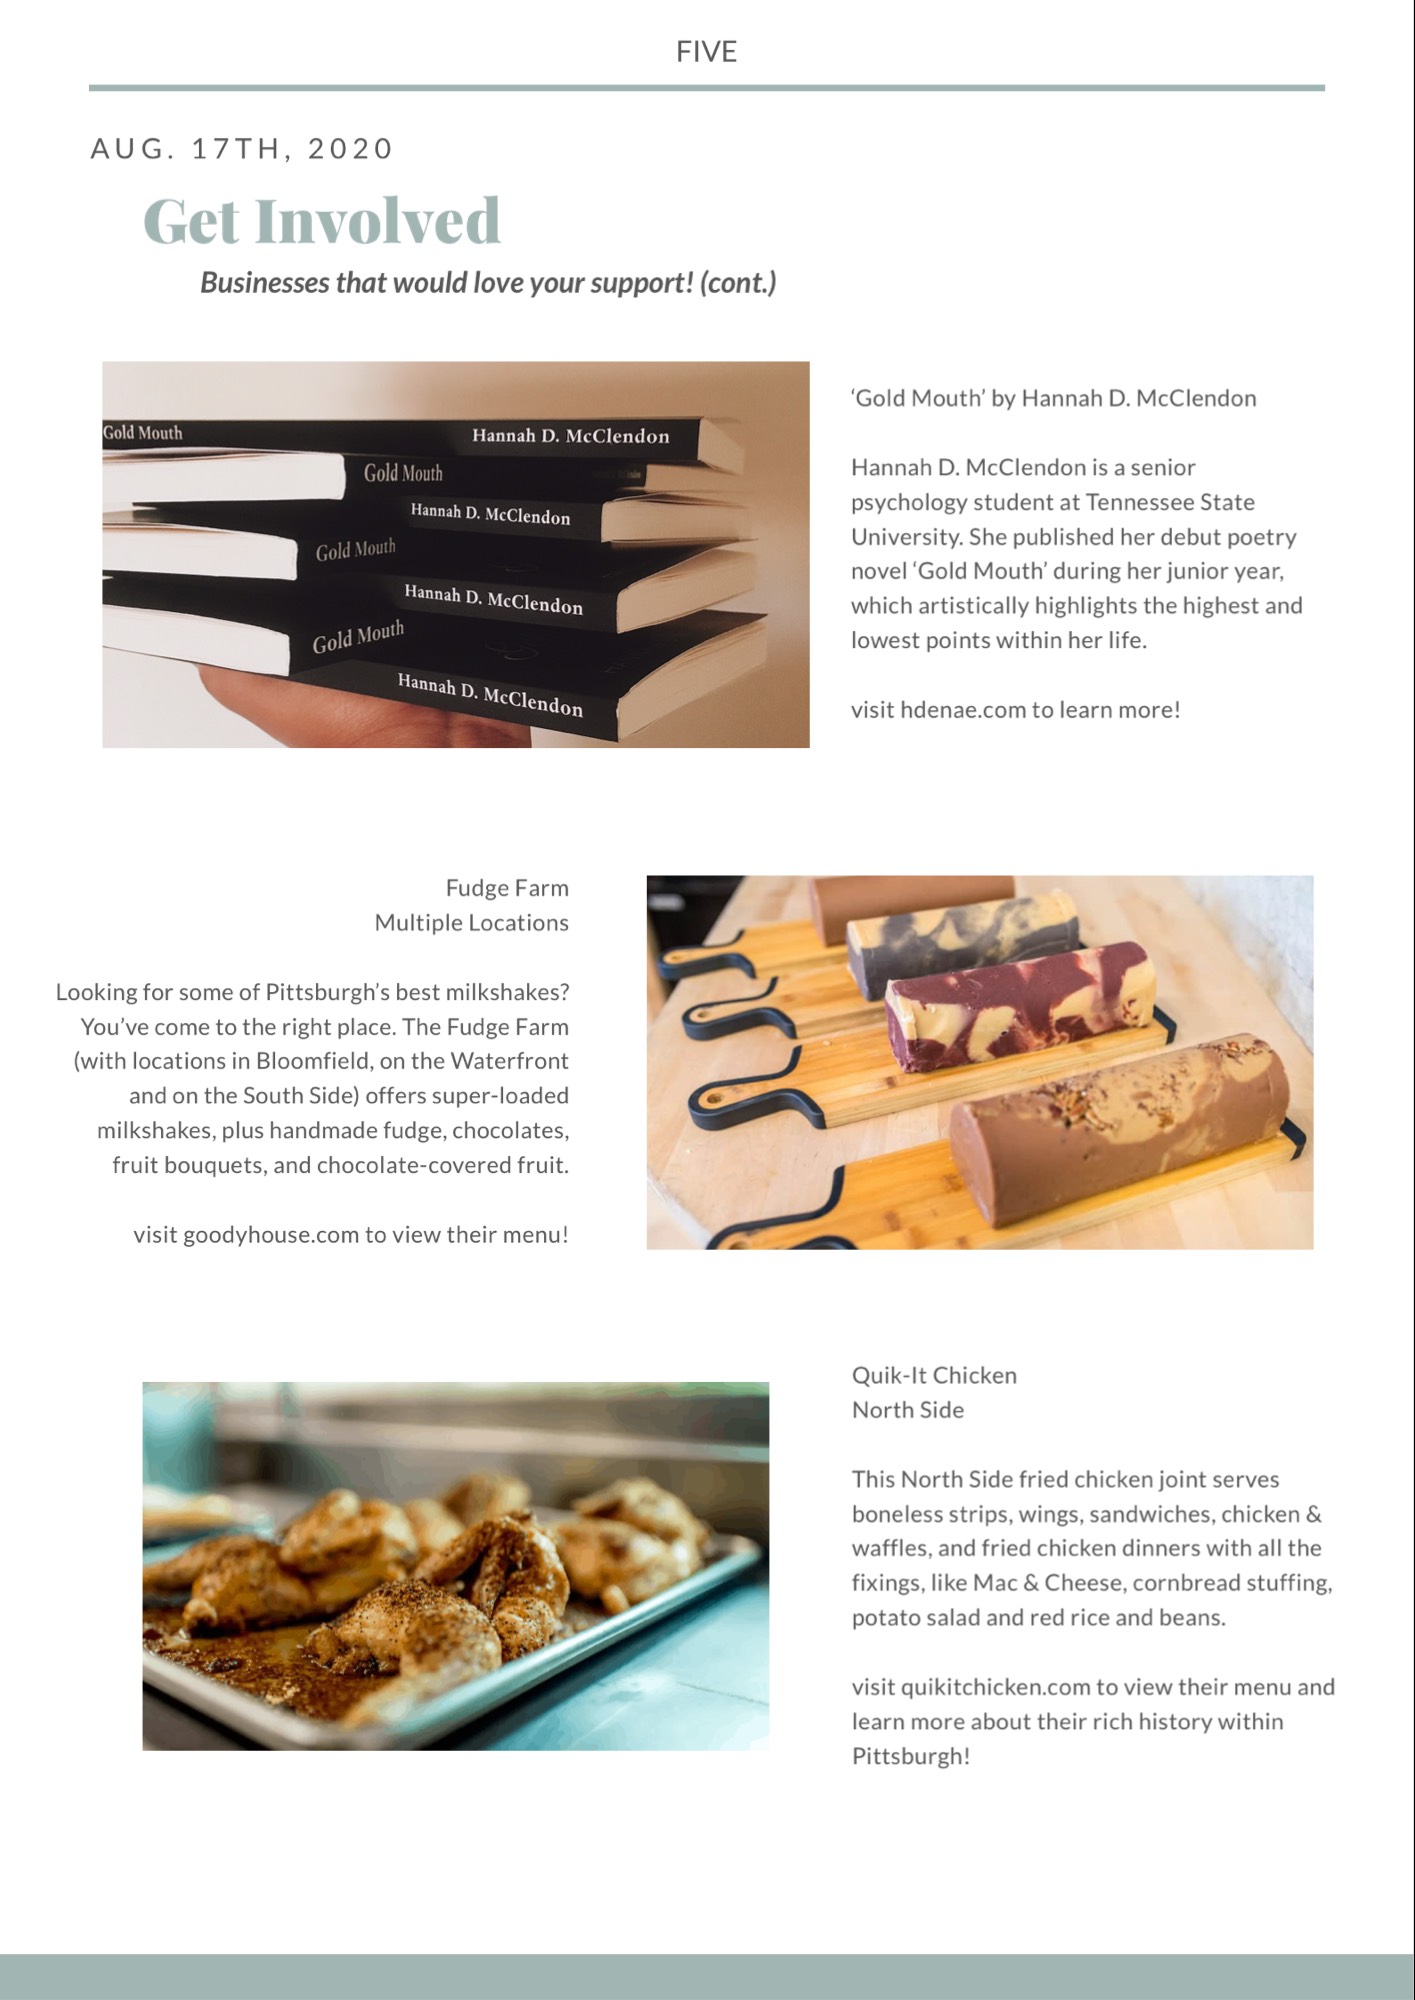 FIVE
AUG. 17TH, 2020
Get Involved
Businesses that would love your support! (cont.)
Gold Mouth
Hannah D. McClendon
Gold Mouth
Hannah D. McClendon
Gold Mouth
Hannah D. McClendon
Gold Mouth
Hannah D. McClendon
‘Gold Mouth’ by Hannah D. McClendon
Hannah D. McClendon is a senior
psychology student at Tennessee State
University. She published her debut poetry
novel ‘Gold Mouth’ during her junior year,
which artistically highlights the highest and
lowest points within her life.
visit hdenae.com to learn more!
Fudge Farm
Multiple Locations
Looking for some of Pittsburgh’s best milkshakes?
You’ve come to the right place. The Fudge Farm
(with locations in Bloomfield, on the Waterfront
and on the South Side) offers super-loaded
milkshakes, plus handmade fudge, chocolates,
fruit bouquets, and chocolate-covered fruit.
visit goodyhouse.com to view their menu!
Quik-It Chicken
North Side
This North Side fried chicken joint serves
boneless strips, wings, sandwiches, chicken &
waffles, and fried chicken dinners with all the
fixings, like Mac & Cheese, cornbread stuffing,
potato salad and red rice and beans.
visit quikitchicken.com to view their menu and
learn more about their rich history within
Pittsburgh!